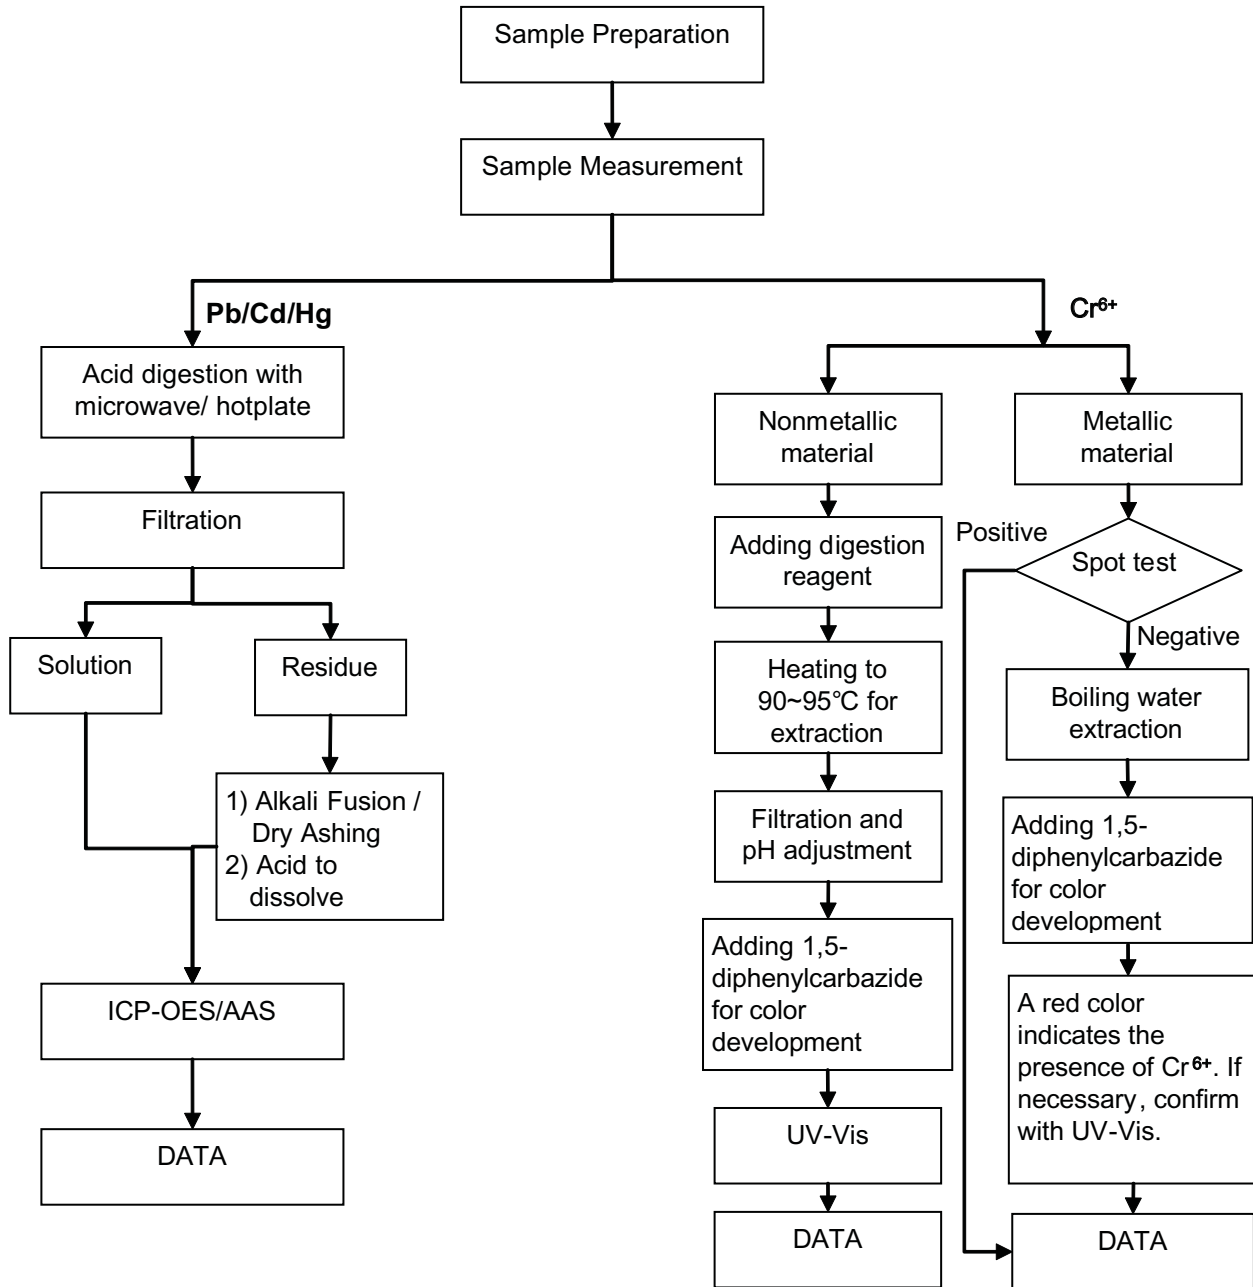 Sample Preparation
Sample Measurement
Pb/Cd/Hg
Cr⁶⁺
Acid digestion with
microwave/ hotplate
Filtration
Solution
Residue
1) Alkali Fusion /
Dry Ashing
2) Acid to
dissolve
ICP-OES/AAS
DATA
Nonmetallic
material
Adding digestion
reagent
Heating to
90~95℃ for
extraction
Filtration and
pH adjustment
Adding 1,5-
diphenylcarbazide
for color
development
UV-Vis
DATA
Metallic
material
Positive
Spot test
Negative
Boiling water
extraction
Adding 1,5-
diphenylcarbazide
for color
development
A red color
indicates the
presence of Cr⁶⁺. If
necessary, confirm
with UV-Vis.
DATA